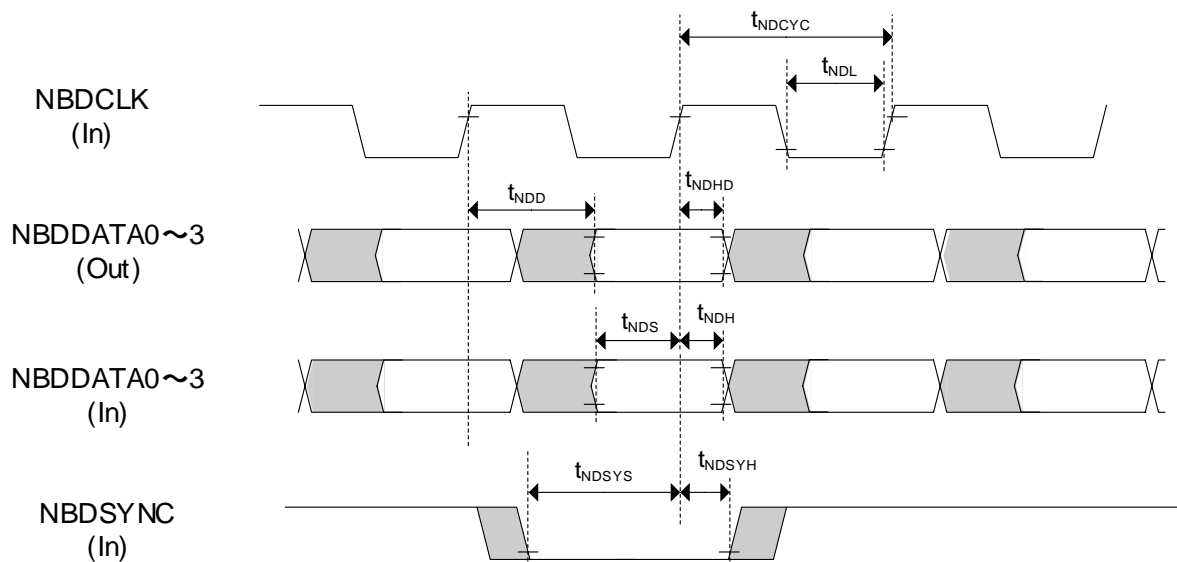 tNDCYC
tNDL
NBDCLK
(In)
tNDD
tNDHD
NBDDATA0~3
(Out)
tNDS
tNDH
NBDDATA0~3
(In)
tNDSYS
tNDSYH
NBDSYNC
(In)